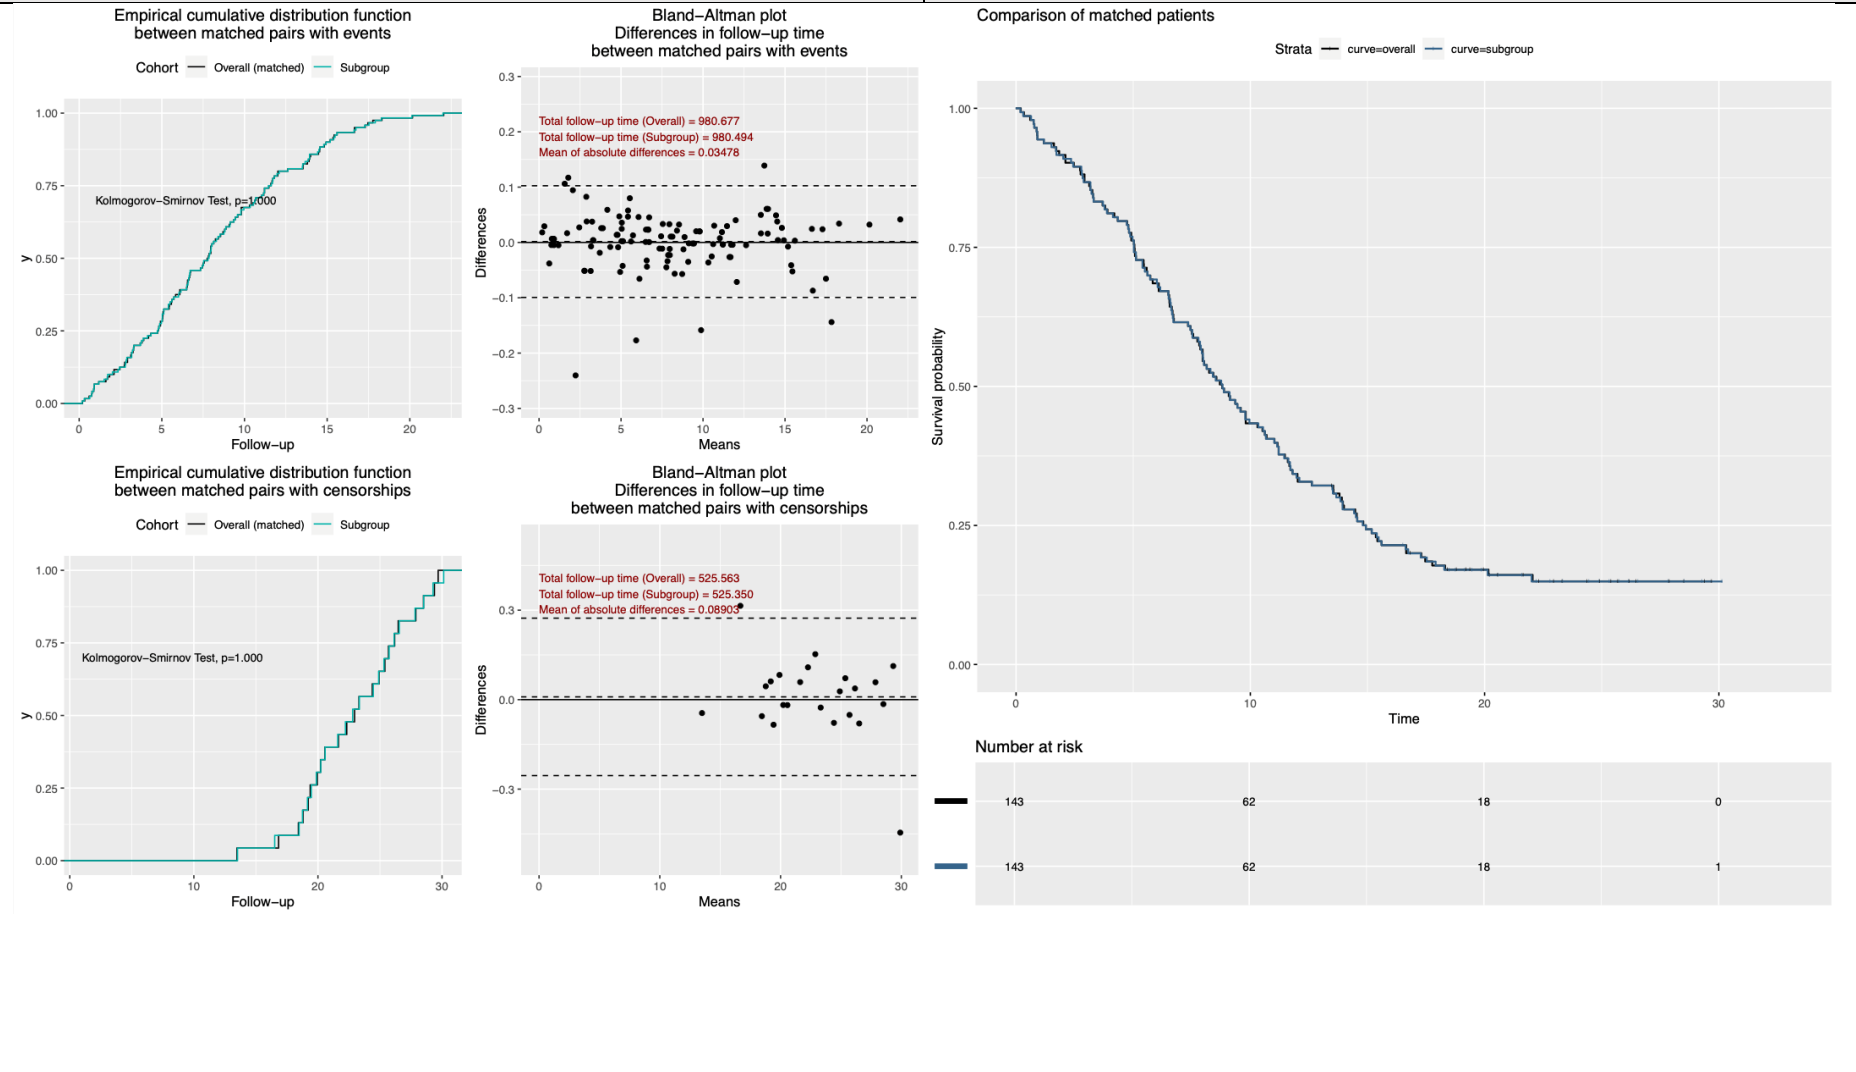 Empirical cumulative distribution function
between matched pairs with events
Cohort Overall (matched) Subgroup
1.00
0.75
0.50
0.25
0.00
y
Kolmogorov−Smirnov Test, p=1.000
0 5 10 15 20
Follow−up
Bland−Altman plot
Differences in follow−up time
between matched pairs with events
0.3
0.2
0.1
0.0
−0.1
−0.2
−0.3
Differences
Total follow−up time (Overall) = 980.677
Total follow−up time (Subgroup) = 980.494
Mean of absolute differences = 0.03478
0 5 10 15 20
Means
Empirical cumulative distribution function
between matched pairs with censorships
Cohort Overall (matched) Subgroup
1.00
0.75
0.50
0.25
0.00
y
Kolmogorov−Smirnov Test, p=1.000
0 10 20 30
Follow−up
Bland−Altman plot
Differences in follow−up time
between matched pairs with censorships
0.3
0.0
−0.3
Differences
Total follow−up time (Overall) = 525.563
Total follow−up time (Subgroup) = 525.350
Mean of absolute differences = 0.08903
0 10 20 30
Means
Comparison of matched patients
Strata curve=overall curve=subgroup
1.00
0.75
0.50
0.25
0.00
Survival probability
0 10 20 30
Time
Number at risk
143 62 18 0
143 62 18 1